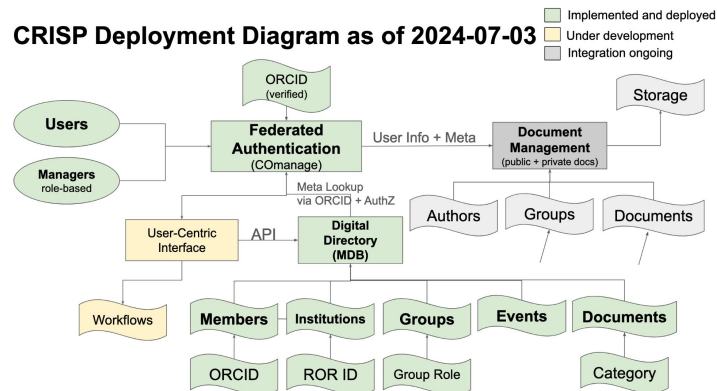 CRISP Deployment Diagram as of 2024-07-03
Implemented and deployed
Under development
Integration ongoing
ORCID
(verified)
Storage
Users
Federated
Authentication
(COmanage)
User Info + Meta
Document
Management
(public + private docs)
Managers
role-based
Meta Lookup
via ORCID + AuthZ
Authors
Groups
Documents
User-Centric
Interface
API
Digital
Directory
(MDB)
Workflows
Members
Institutions
Groups
Events
Documents
ORCID
ROR ID
Group Role
Category